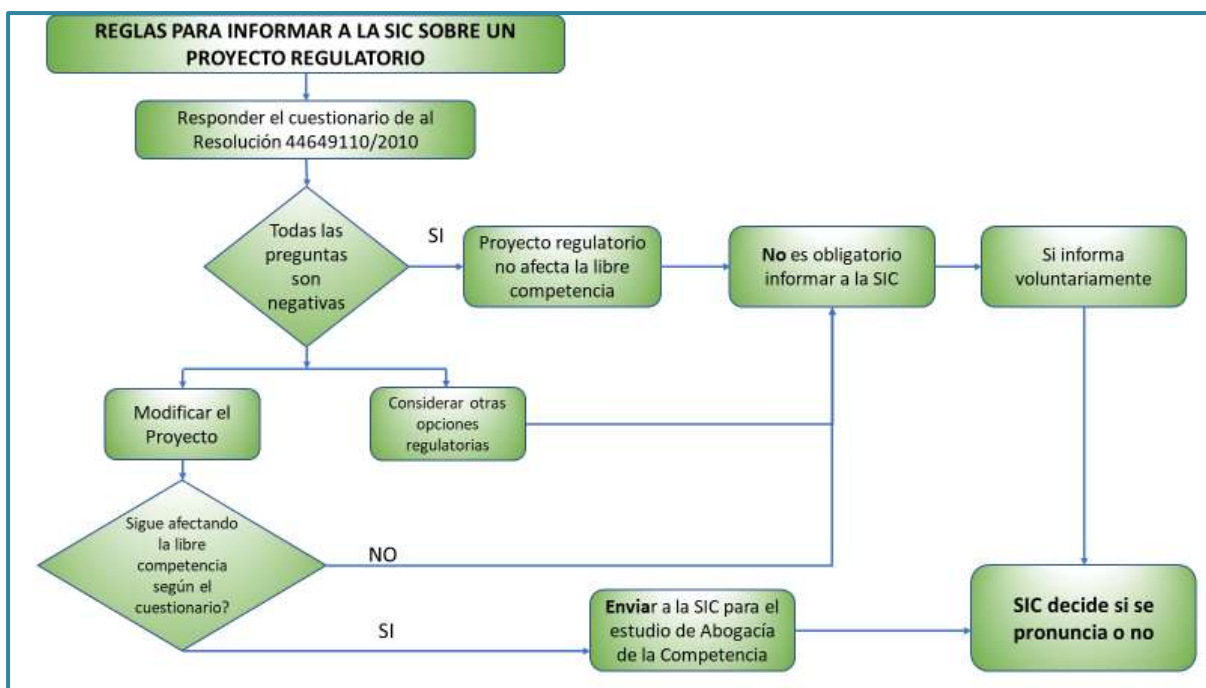 REGLAS PARA INFORMAR A LA SIC SOBRE UN
PROYECTO REGULATORIO
Responder el cuestionario de al
Resolución 44649110/2010
Todas las
preguntas
son
negativas
SI
Proyecto regulatorio
no afecta la libre
competencia
No es obligatorio
informar a la SIC
Si informa
voluntariamente
Modificar el
Proyecto
Considerar otras
opciones
regulatorias
Sigue afectando
la libre
competencia
según el
cuestionario?
NO
SI
Enviar a la SIC para el
estudio de Abogacía
de la Competencia
SIC decide si se
pronuncia o no